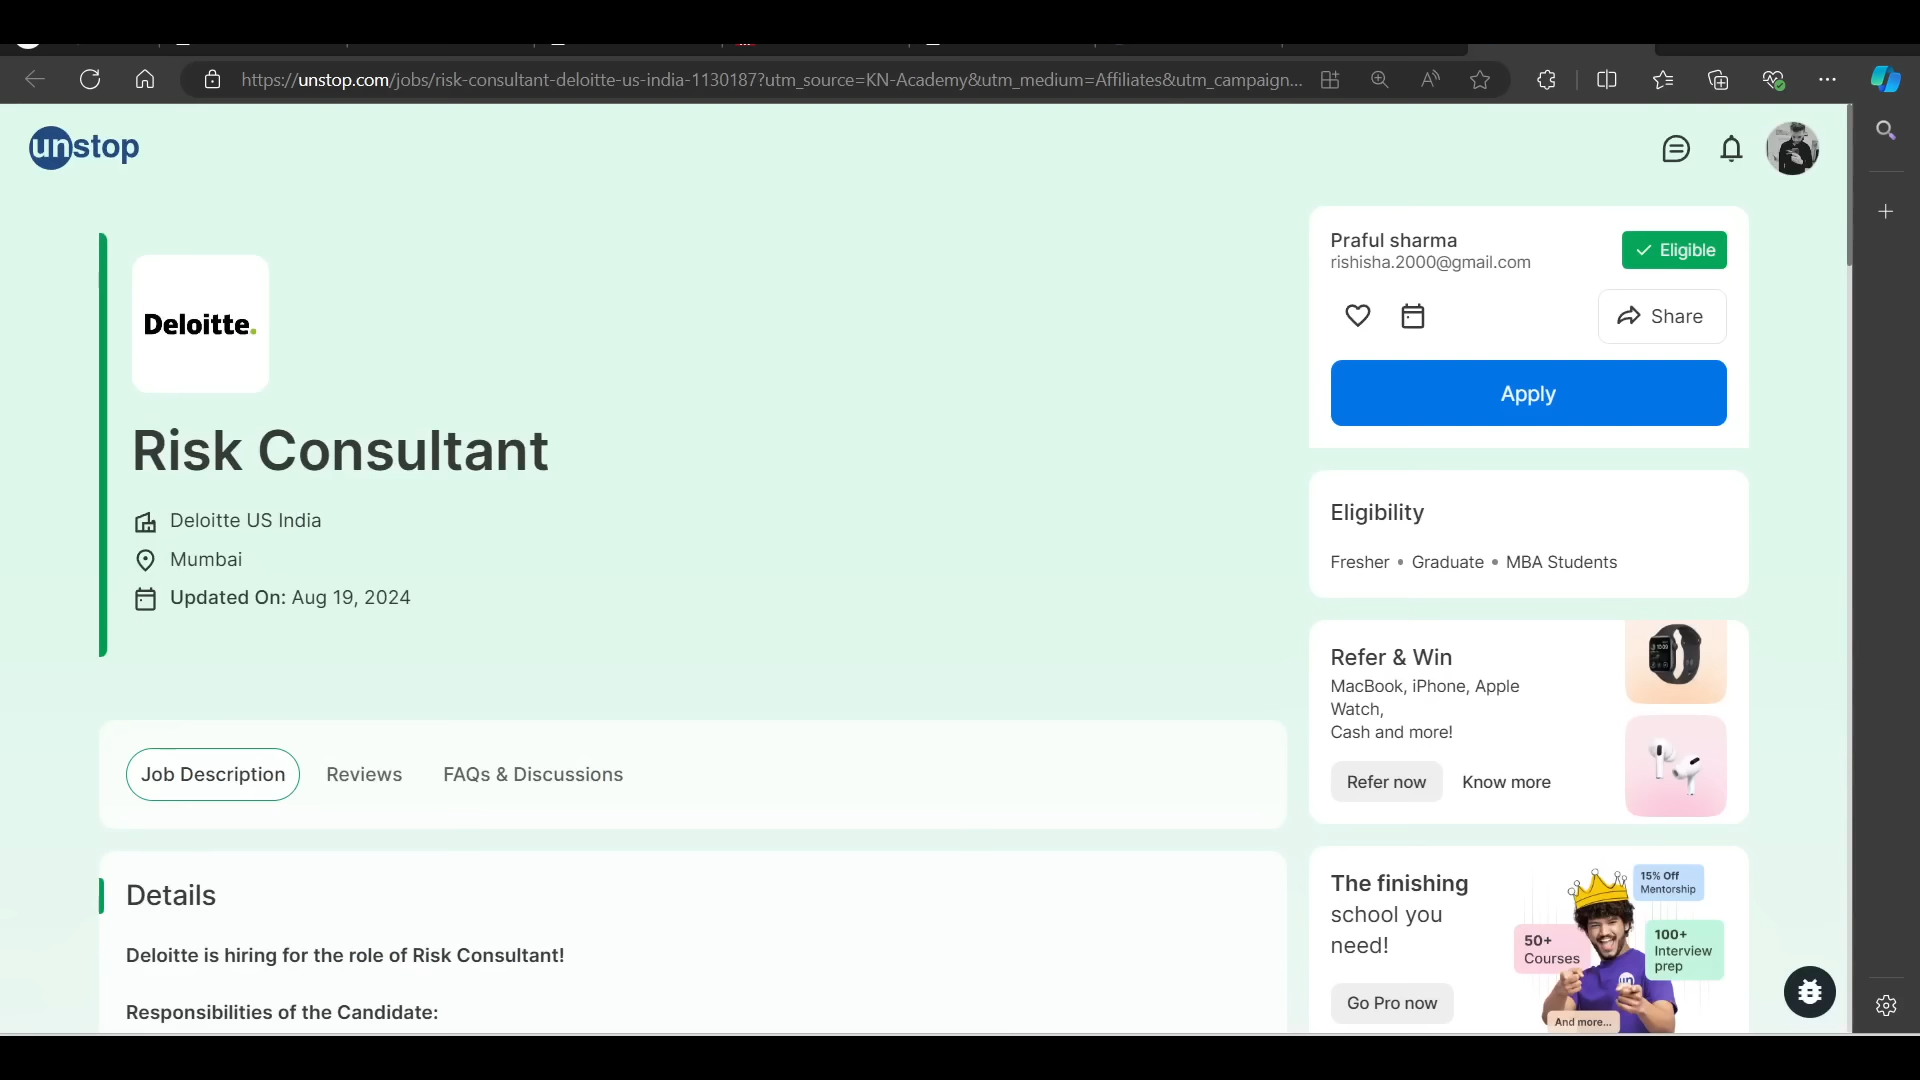 https://unstop.com/jobs/risk-consultant-deloitte-us-india-1130187?utm_source=KN-Academy&utm_medium=Affiliates&utm_campaign...
unstop
Deloitte.
Risk Consultant
Deloitte US India
Mumbai
Updated On: Aug 19, 2024
Job Description
Reviews
FAQs & Discussions
Details
Deloitte is hiring for the role of Risk Consultant!
Responsibilities of the Candidate:
Praful sharma
rishisha.2000@gmail.com
Eligible
Share
Apply
Eligibility
Fresher • Graduate • MBA Students
Refer & Win
MacBook, iPhone, Apple
Watch,
Cash and more!
Refer now
Know more
The finishing
school you
need!
Go Pro now
15% Off
Mentorship
50+
Courses
100+
Interview
prep
un
And more...